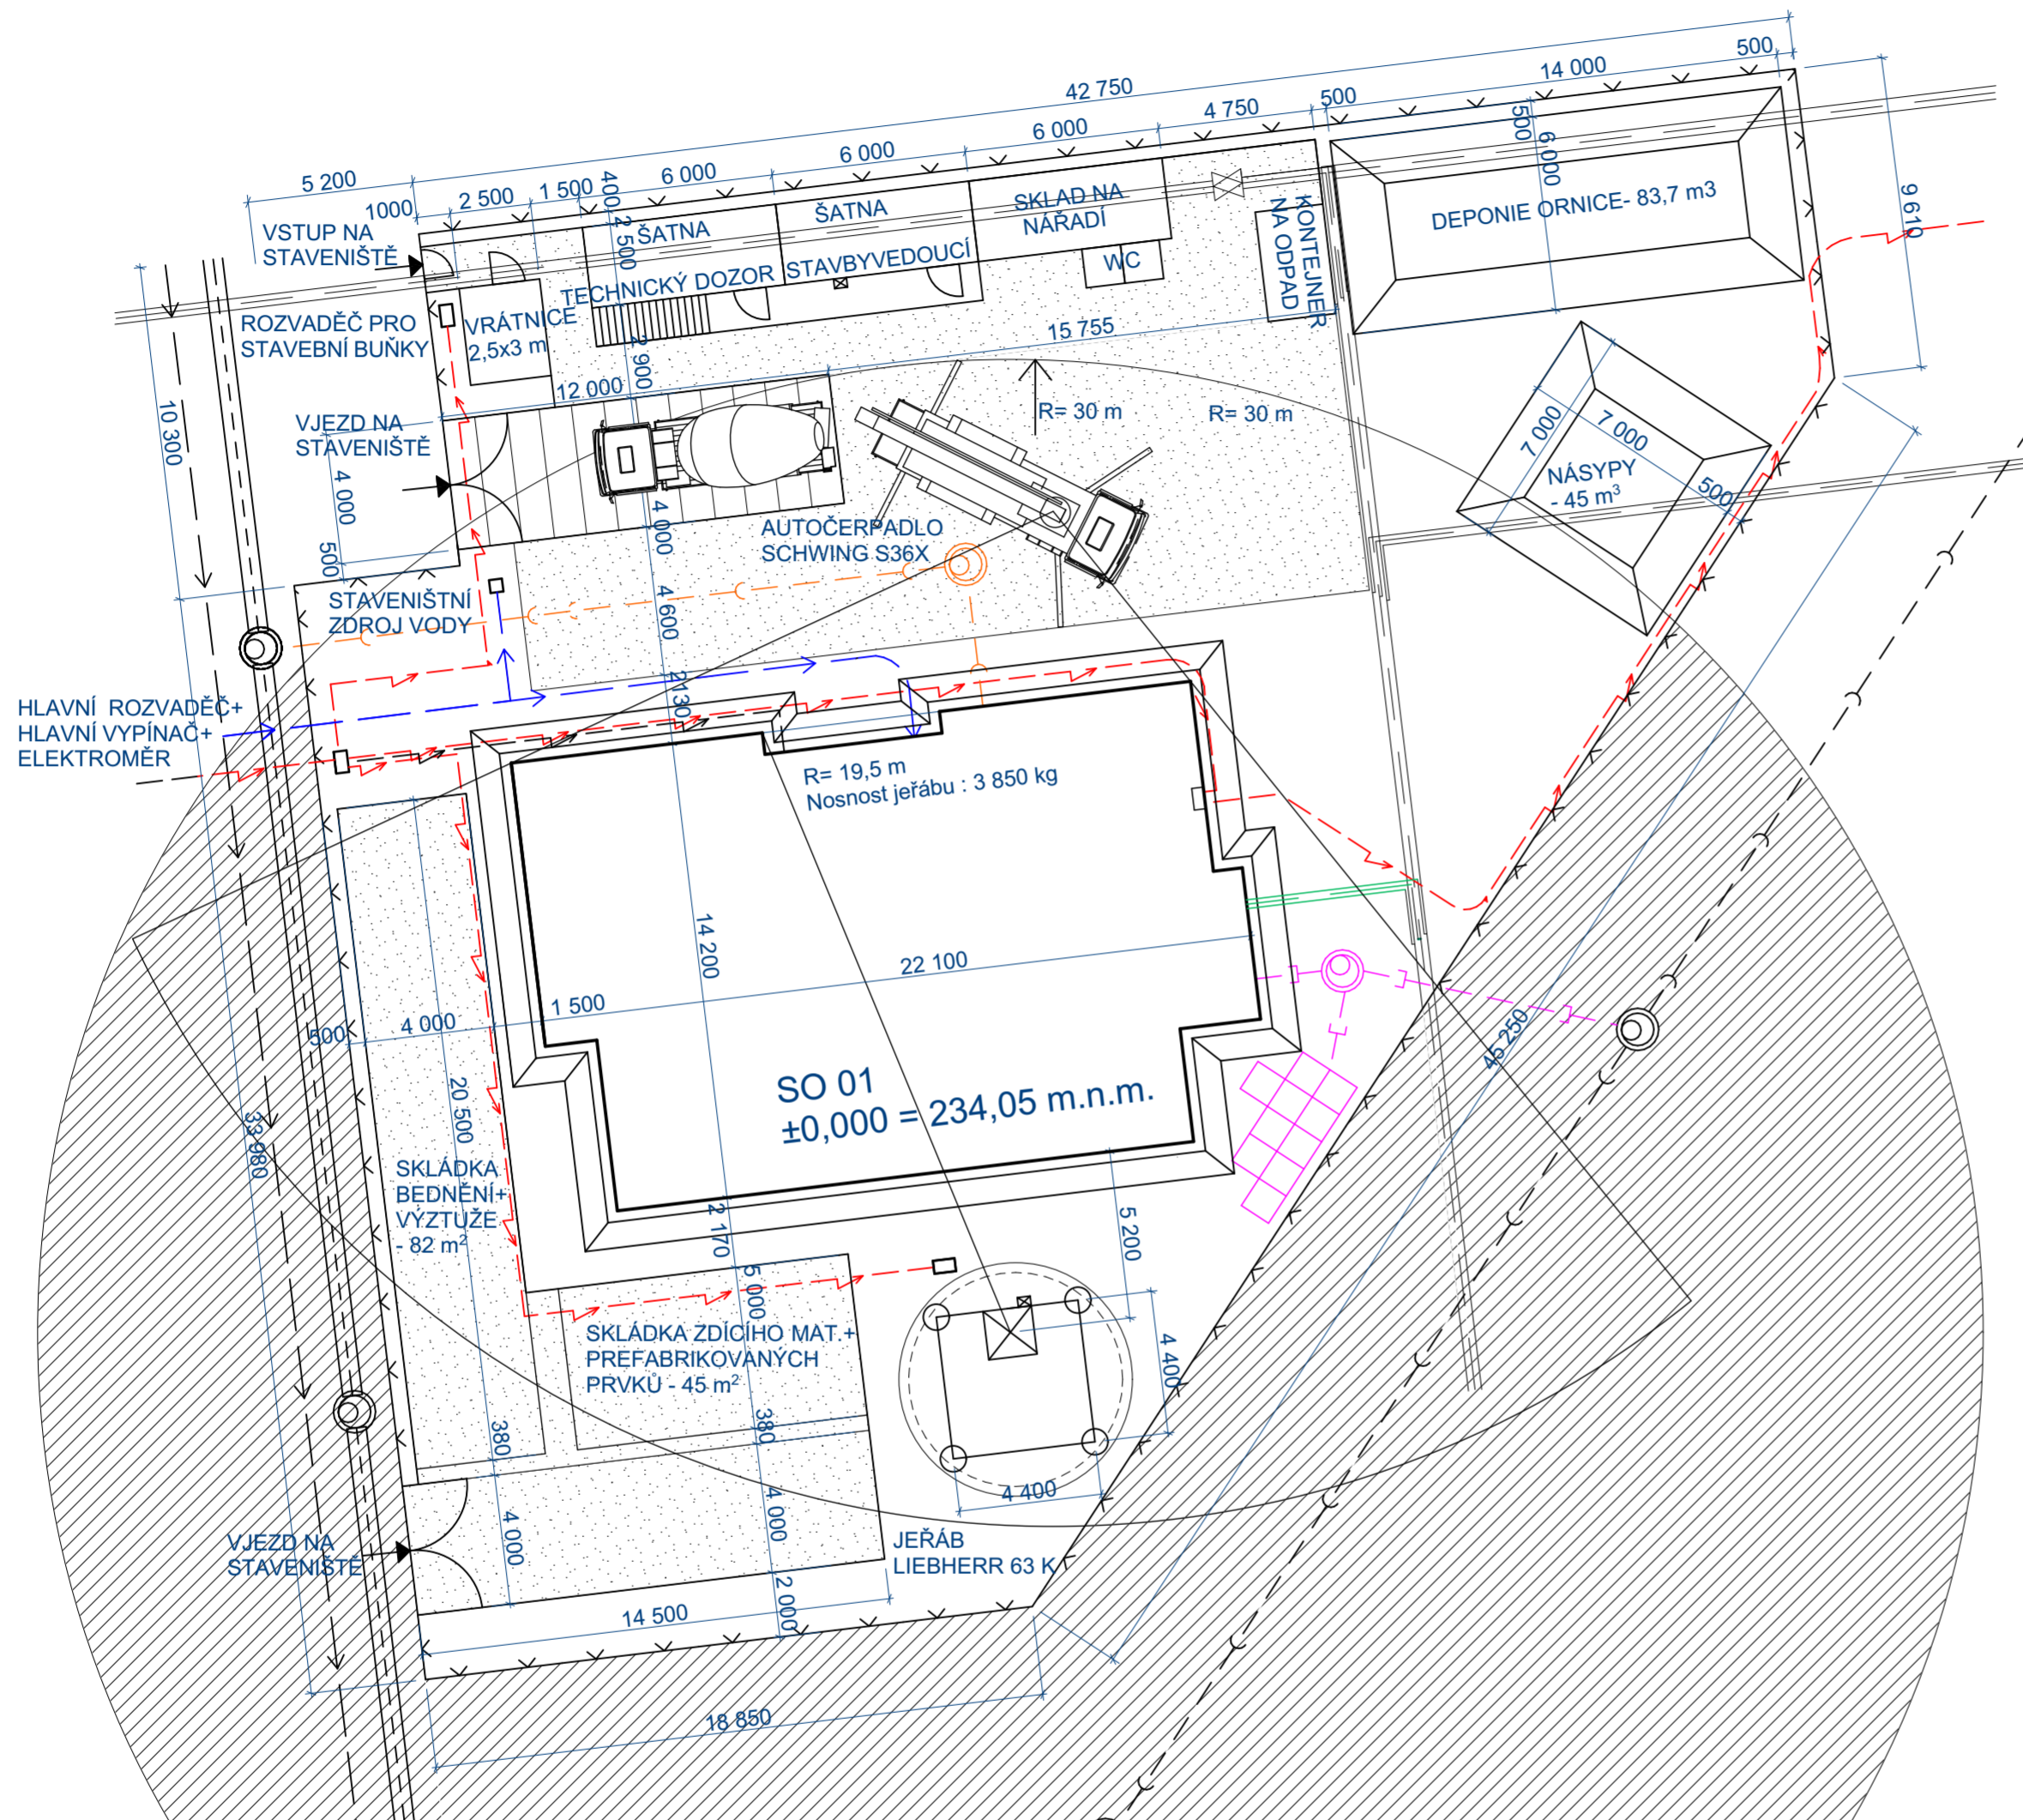 42 750
500
14 000
500
4 750
6 000
6 000
6 000
400
1 500
2 500
1000
5 200
500
6 000
9 610
VSTUP NA
STAVENIŠTĚ
2 500
ŠATNA
ŠATNA
SKLAD NA
NÁŘADÍ
KONTEJNER
NA ODPAD
DEPONIE ORNICE- 83,7 m3
TECHNICKÝ DOZOR
STAVBYVEDOUCÍ
WC
ROZVADĚČ PRO
STAVEBNÍ BUŇKY
VRÁTNICE
2,5x3 m
2 900
15 755
12 000
10 300
R= 30 m
R= 30 m
7 000
7 000
NÁSYPY
- 45 m³
500
VJEZD NA
STAVENIŠTĚ
4 000
500
4 000
AUTOČERPADLO
SCHWING S36X
STAVENIŠTNÍ
ZDROJ VODY
4 600
2130
HLAVNÍ ROZVADĚČ+
HLAVNÍ VYPÍNAČ+
ELEKTROMĚR
R= 19,5 m
Nosnost jeřábu : 3 850 kg
14 200
22 100
1 500
4 000
500
45 250
20 500
33 980
SO 01
±0,000 = 234,05 m.n.m.
SKLÁDKA
BEDNĚNÍ+
VÝZTUŽE
- 82 m²
2 170
5 200
5 000
SKLÁDKA ZDÍCÍHO MAT.+
PREFABRIKOVANÝCH
PRVKŮ - 45 m²
4 400
380
380
4 400
4 000
4 000
VJEZD NA
STAVENIŠTĚ
JEŘÁB
LIEBHERR 63 K
2 000
14 500
18 850